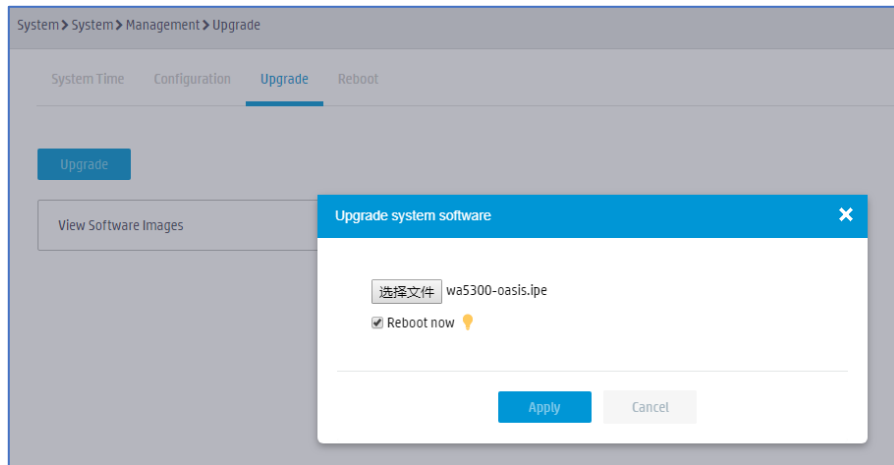 System > System > Management > Upgrade
System Time Configuration Upgrade Reboot
Upgrade
View Software Images
Upgrade system software
选择文件 wa5300-oasis.ipe
Reboot now
Apply Cancel